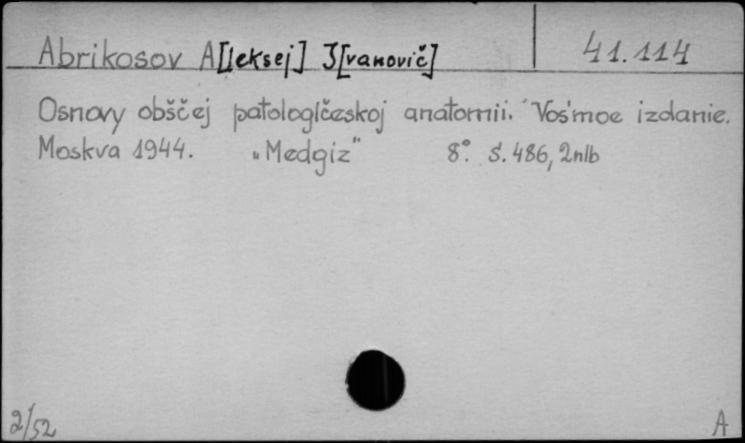 Abrikosov A[leksej] I[vanovič] 41.114
Osnovy obščej patologičeskoj anatomii. Vos'moe izdanie.
Moskva 1944. „Medgiz" 8°. S. 486, 2nlb
2/52 A